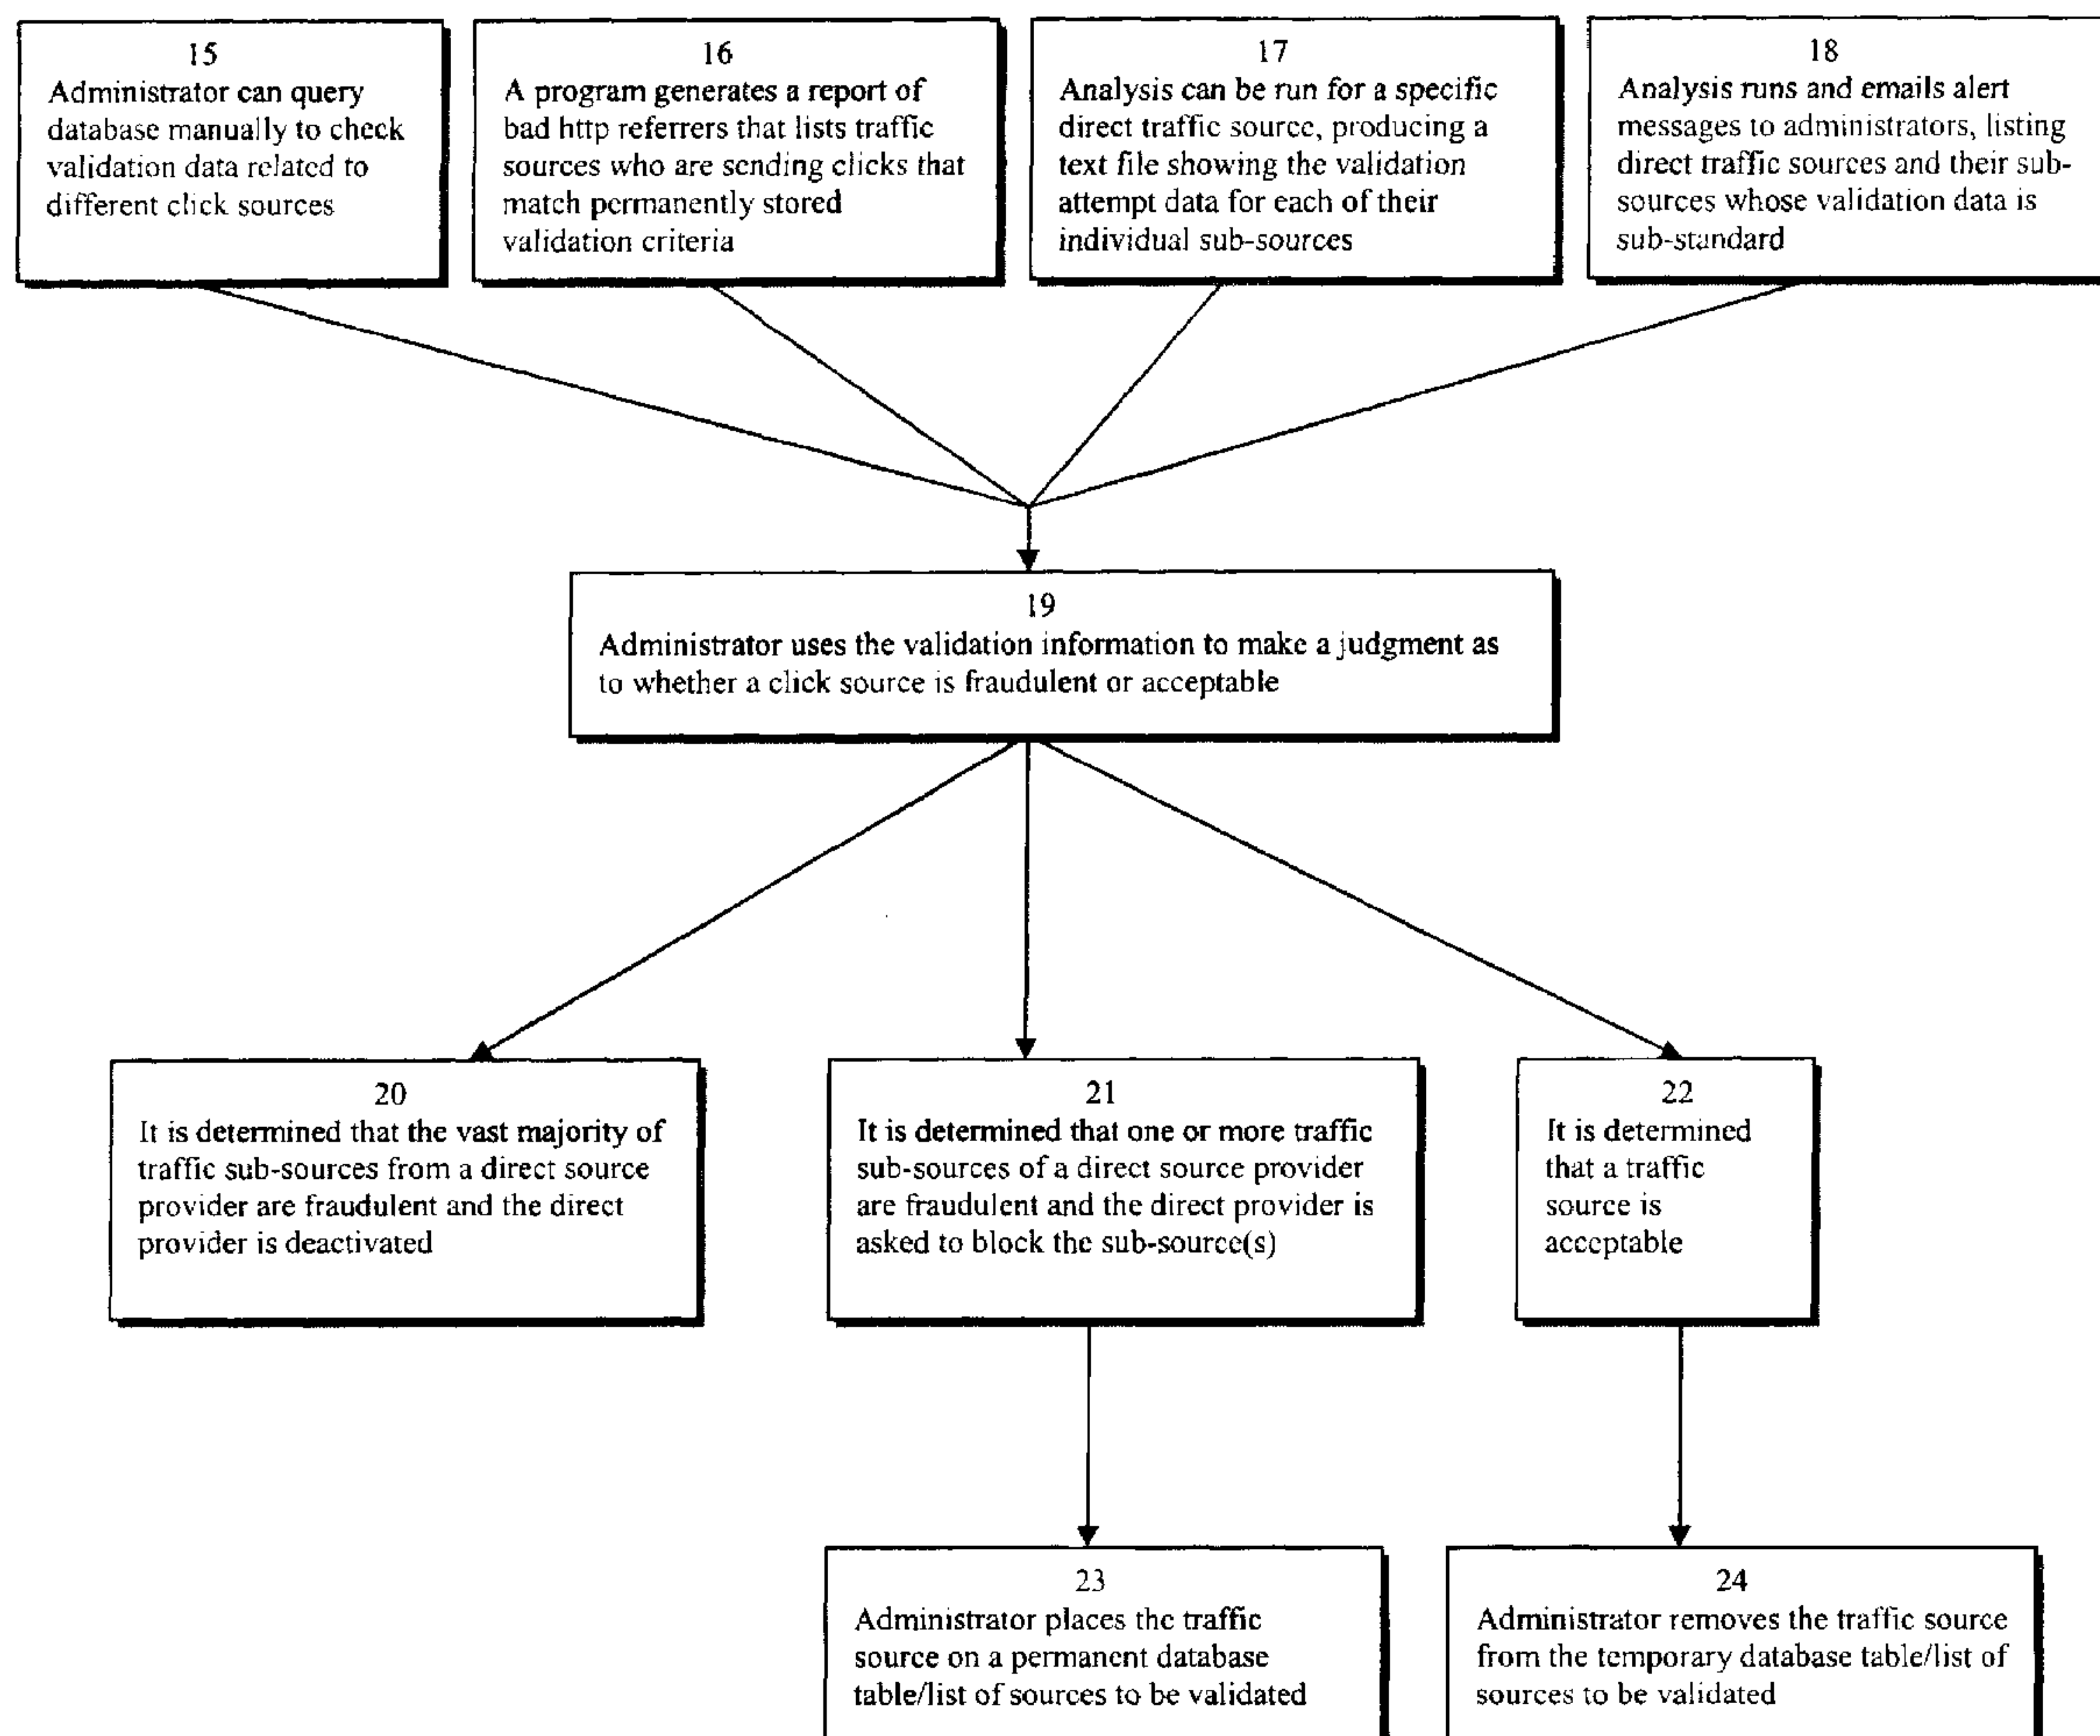 15
Administrator can query
database manually to check
validation data related to
different click sources
16
A program generates a report of
bad http referrers that lists traffic
sources who are sending clicks that
match permanently stored
validation criteria
17
Analysis can be run for a specific
direct traffic source, producing a
text file showing the validation
attempt data for each of their
individual sub-sources
18
Analysis runs and emails alert
messages to administrators, listing
direct traffic sources and their sub-
sources whose validation data is
sub-standard
19
Administrator uses the validation information to make a judgment as
to whether a click source is fraudulent or acceptable
20
It is determined that the vast majority of
traffic sub-sources from a direct source
provider are fraudulent and the direct
provider is deactivated
21
It is determined that one or more traffic
sub-sources of a direct source provider
are fraudulent and the direct provider is
asked to block the sub-source(s)
22
It is determined
that a traffic
source is
acceptable
23
Administrator places the traffic
source on a permanent database
table/list of sources to be validated
24
Administrator removes the traffic source
from the temporary database table/list of
sources to be validated